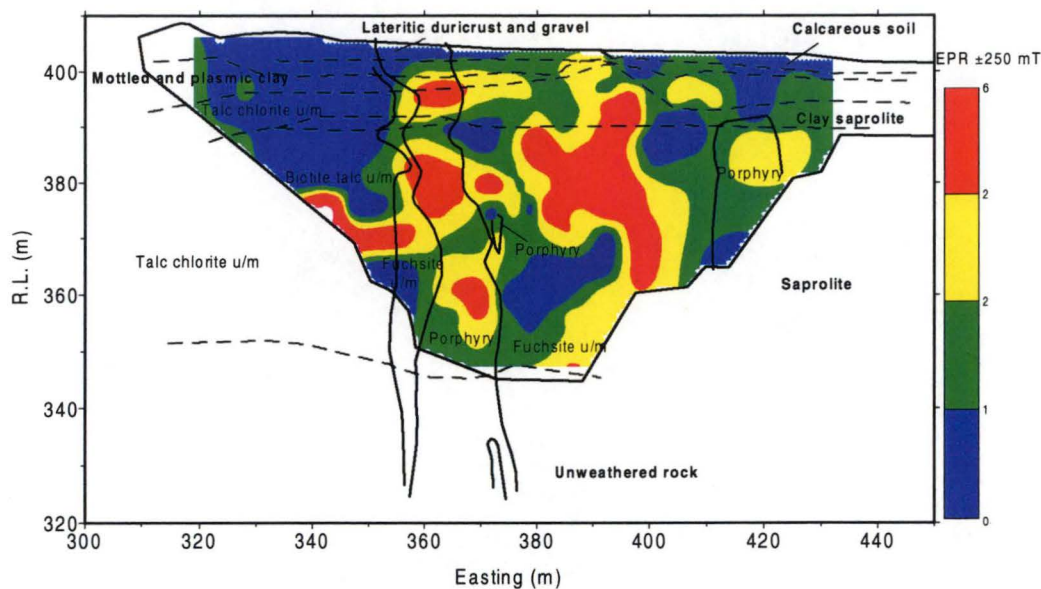 Lateritic duricrust and gravel
Calcareous soil
EPR ±250 mT
Mottled and plasmic clay
Talc chlorite u/m
Clay saprolite
Biotite talc u/m
Porphyry
Talc chlorite u/m
Porphyry
Fuchsite
u/m
Saprolite
Porphyry
Fuchsite u/m
Unweathered rock
R.L. (m)
400
380
360
340
320
300
320
340
360
380
400
420
440
Easting (m)
6
2
2
1
0